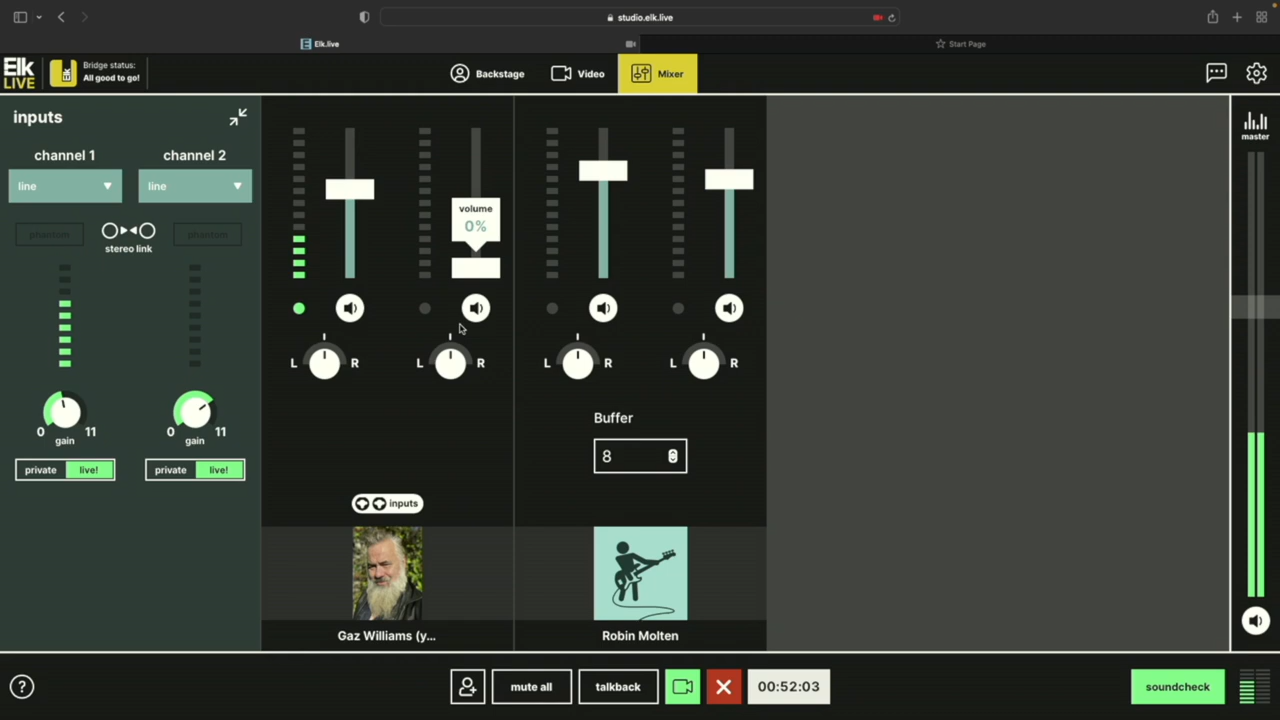 studio.elk.live
Elk.live
Start Page
Elk
LIVE
Bridge status:
All good to go!
Backstage
Video
Mixer
inputs
channel 1
channel 2
line
line
phantom
stereo link
phantom
0
11
gain
0
11
gain
private
live!
private
live!
volume
0%
L
R
L
R
L
R
L
R
Buffer
8
inputs
Gaz Williams (y...
Robin Molten
master
?
mute all
talkback
00:52:03
soundcheck